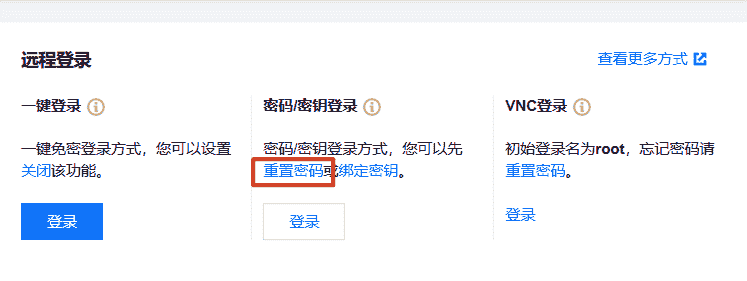 远程登录
查看更多方式
一键登录
一键免密登录方式，您可以设置
关闭该功能。
登录
密码/密钥登录
密码/密钥登录方式，您可以先
重置密码或绑定密钥。
登录
VNC登录
初始登录名为root，忘记密码请
重置密码。
登录